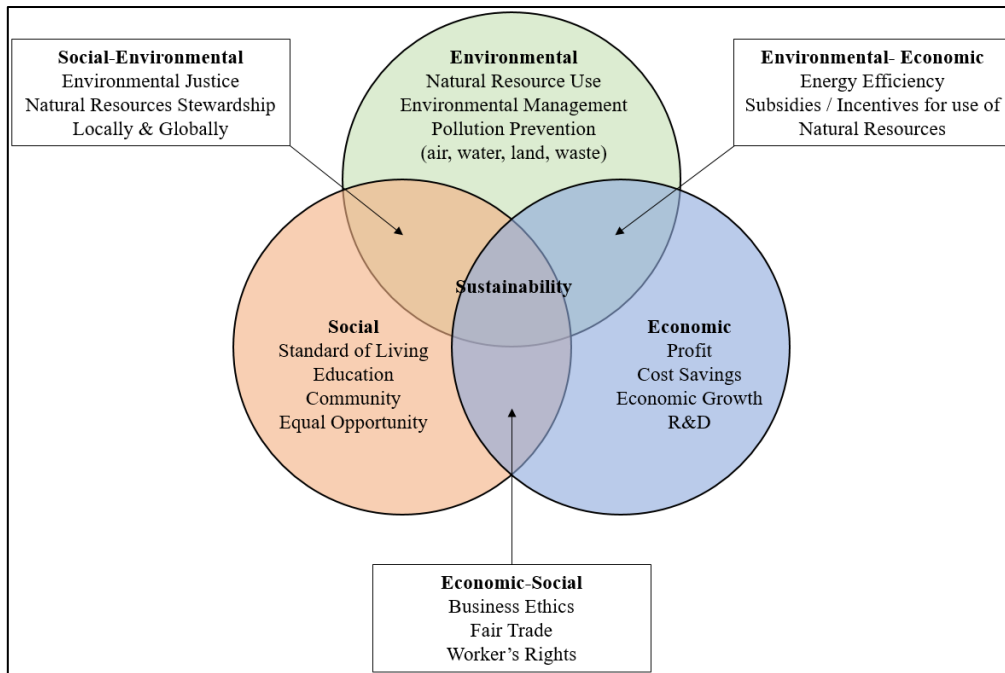 Social-Environmental
Environmental Justice
Natural Resources Stewardship
Locally & Globally
Environmental
Natural Resource Use
Environmental Management
Pollution Prevention
(air, water, land, waste)
Environmental- Economic
Energy Efficiency
Subsidies / Incentives for use of
Natural Resources
Sustainability
Social
Standard of Living
Education
Community
Equal Opportunity
Economic
Profit
Cost Savings
Economic Growth
R&D
Economic-Social
Business Ethics
Fair Trade
Worker’s Rights